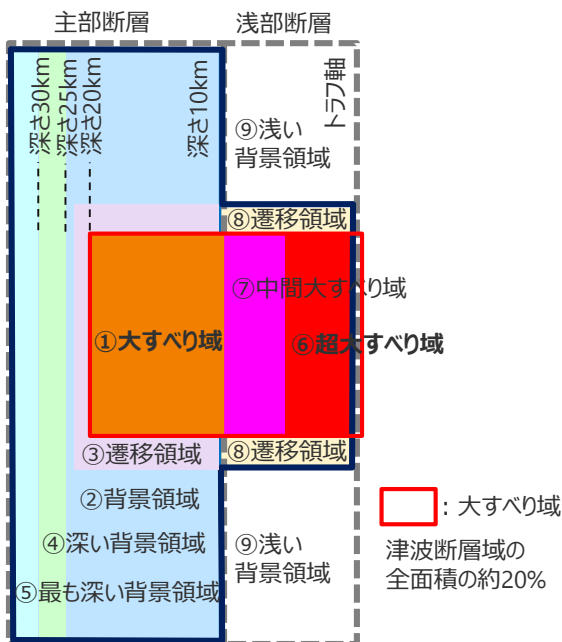 主部断層
浅部断層
深さ30km
深さ25km
深さ20km
深さ10km
トラフ軸
⑨浅い
背景領域
⑧遷移領域
⑦中間大すべり域
①大すべり域
⑥超大すべり域
③遷移領域
⑧遷移領域
②背景領域
④深い背景領域
⑨浅い
背景領域
⑤最も深い背景領域
：大すべり域
津波断層域の
全面積の約20%